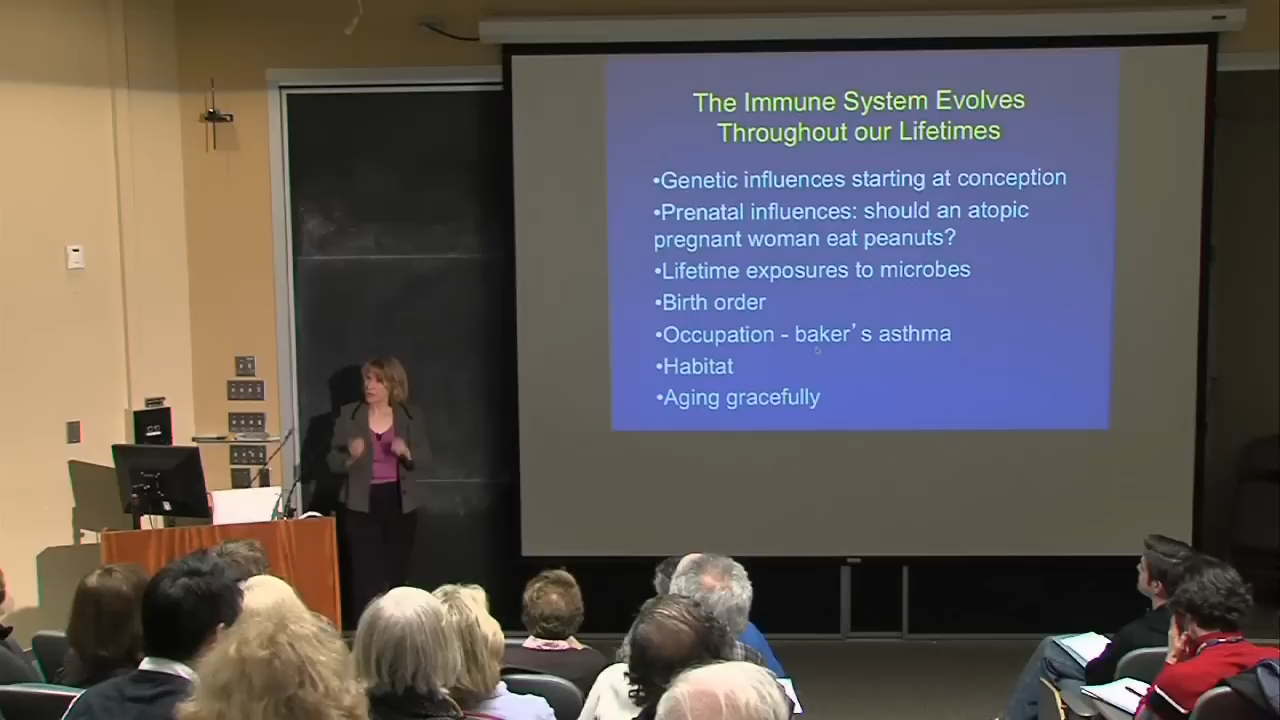 The Immune System Evolves
Throughout our Lifetimes
•Genetic influences starting at conception
•Prenatal influences: should an atopic
pregnant woman eat peanuts?
•Lifetime exposures to microbes
•Birth order
•Occupation - baker’s asthma
•Habitat
•Aging gracefully